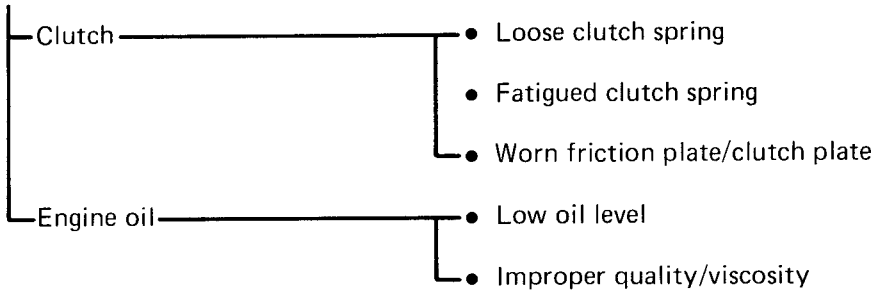 Clutch
• Loose clutch spring
• Fatigued clutch spring
• Worn friction plate/clutch plate
Engine oil
• Low oil level
• Improper quality/viscosity